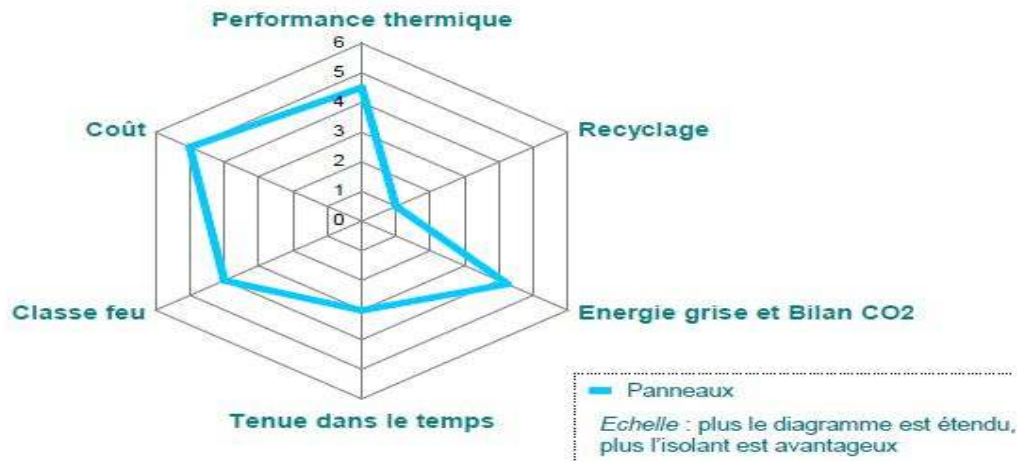 Performance thermique
6
5
4
3
2
1
0
Coût
Recyclage
Classe feu
Energie grise et Bilan CO2
Tenue dans le temps
Panneaux
Echelle : plus le diagramme est étendu,
plus l'isolant est avantageux